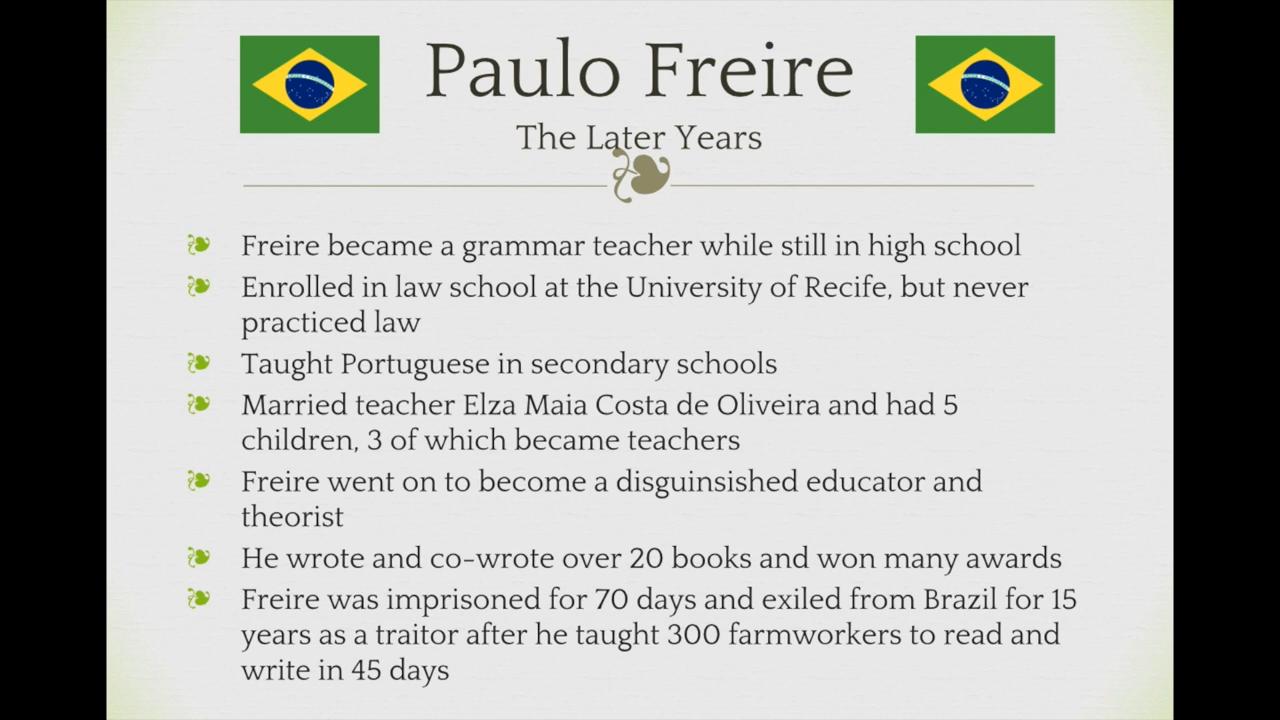 Paulo Freire
The Later Years
Freire became a grammar teacher while still in high school
Enrolled in law school at the University of Recife, but never
practiced law
Taught Portuguese in secondary schools
Married teacher Elza Maia Costa de Oliveira and had 5
children, 3 of which became teachers
Freire went on to become a disguinsished educator and
theorist
He wrote and co-wrote over 20 books and won many awards
Freire was imprisoned for 70 days and exiled from Brazil for 15
years as a traitor after he taught 300 farmworkers to read and
write in 45 days